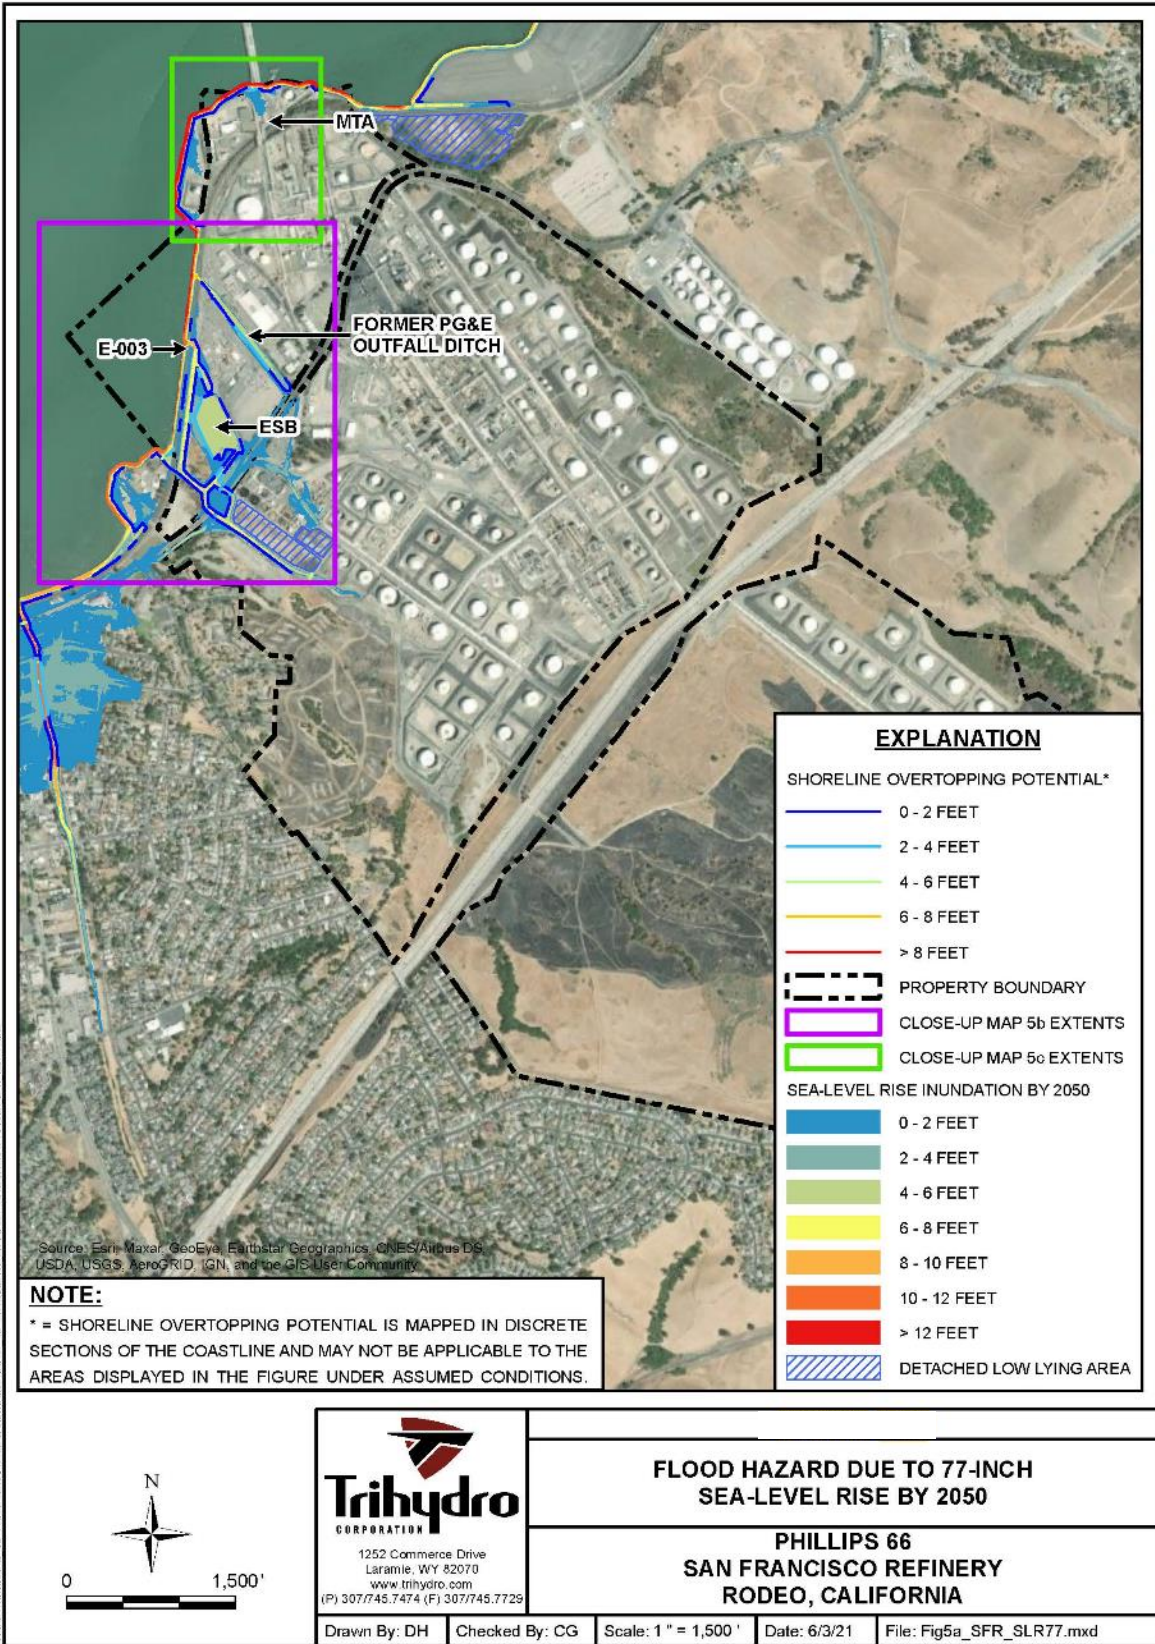 MTA
FORMER PG&E
OUTFALL DITCH
E-003
ESB
EXPLANATION
SHORELINE OVERTOPPING POTENTIAL*
0 - 2 FEET
2 - 4 FEET
4 - 6 FEET
6 - 8 FEET
> 8 FEET
PROPERTY BOUNDARY
CLOSE-UP MAP 5b EXTENTS
CLOSE-UP MAP 5c EXTENTS
SEA-LEVEL RISE INUNDATION BY 2050
0 - 2 FEET
2 - 4 FEET
4 - 6 FEET
6 - 8 FEET
8 - 10 FEET
10 - 12 FEET
> 12 FEET
DETACHED LOW LYING AREA
Source: Esri, Maxar, GeoEye, Earthstar Geographics, CNES/Airbus DS,
USDA, USGS, AeroGRID, IGN, and the GIS User Community
NOTE:
* = SHORELINE OVERTOPPING POTENTIAL IS MAPPED IN DISCRETE
SECTIONS OF THE COASTLINE AND MAY NOT BE APPLICABLE TO THE
AREAS DISPLAYED IN THE FIGURE UNDER ASSUMED CONDITIONS.
N
0 1,500'
Trihydro
CORPORATION
1252 Commerce Drive
Laramie, WY 82070
www.trihydro.com
(P) 307/745.7474 (F) 307/745.7729
FLOOD HAZARD DUE TO 77-INCH
SEA-LEVEL RISE BY 2050
PHILLIPS 66
SAN FRANCISCO REFINERY
RODEO, CALIFORNIA
Drawn By: DH Checked By: CG Scale: 1 " = 1,500 ' Date: 6/3/21 File: Fig5a_SFR_SLR77.mxd